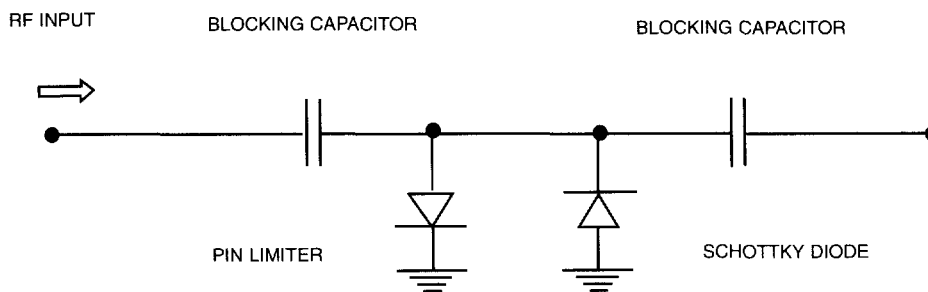 RF INPUT
BLOCKING CAPACITOR
BLOCKING CAPACITOR
PIN LIMITER
SCHOTTKY DIODE